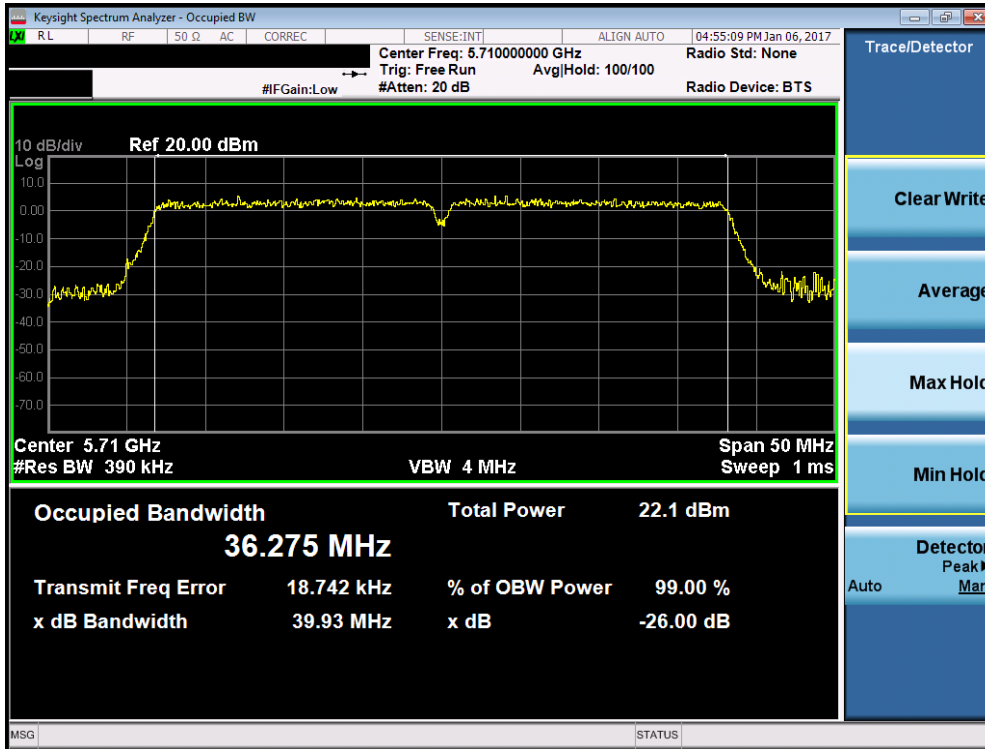 Keysight Spectrum Analyzer - Occupied BW
LXI RL RF 50 Ω AC CORREC SENSE:INT ALIGN AUTO 04:55:09 PM Jan 06, 2017
Center Freq: 5.710000000 GHz Radio Std: None
Trig: Free Run Avg|Hold: 100/100
#IFGain:Low #Atten: 20 dB Radio Device: BTS
Trace/Detector
10 dB/div Ref 20.00 dBm
Log
10.0
0.00
-10.0
-20.0
-30.0
-40.0
-50.0
-60.0
-70.0
Center 5.71 GHz Span 50 MHz
#Res BW 390 kHz VBW 4 MHz Sweep 1 ms
Occupied Bandwidth Total Power 22.1 dBm
36.275 MHz
Transmit Freq Error 18.742 kHz % of OBW Power 99.00 %
x dB Bandwidth 39.93 MHz x dB -26.00 dB
Clear Write
Average
Max Hold
Min Hold
Detector
Peak
Auto Man
MSG STATUS